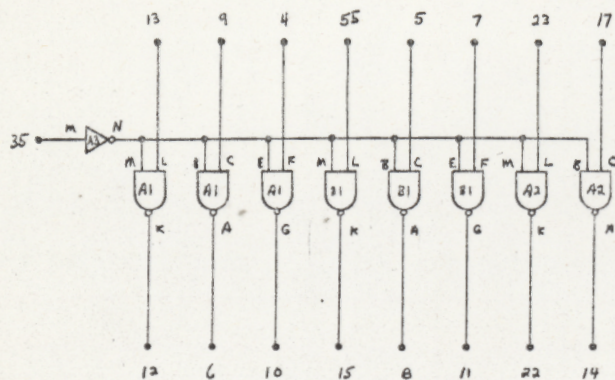 13 9 4 55 5 7 23 17
35 M A3 N
M L B C E F M L B C E F M L B C
A1 A1 A1 B1 B1 B1 A2 A2
K A G K A G K A
12 6 10 15 8 11 22 14